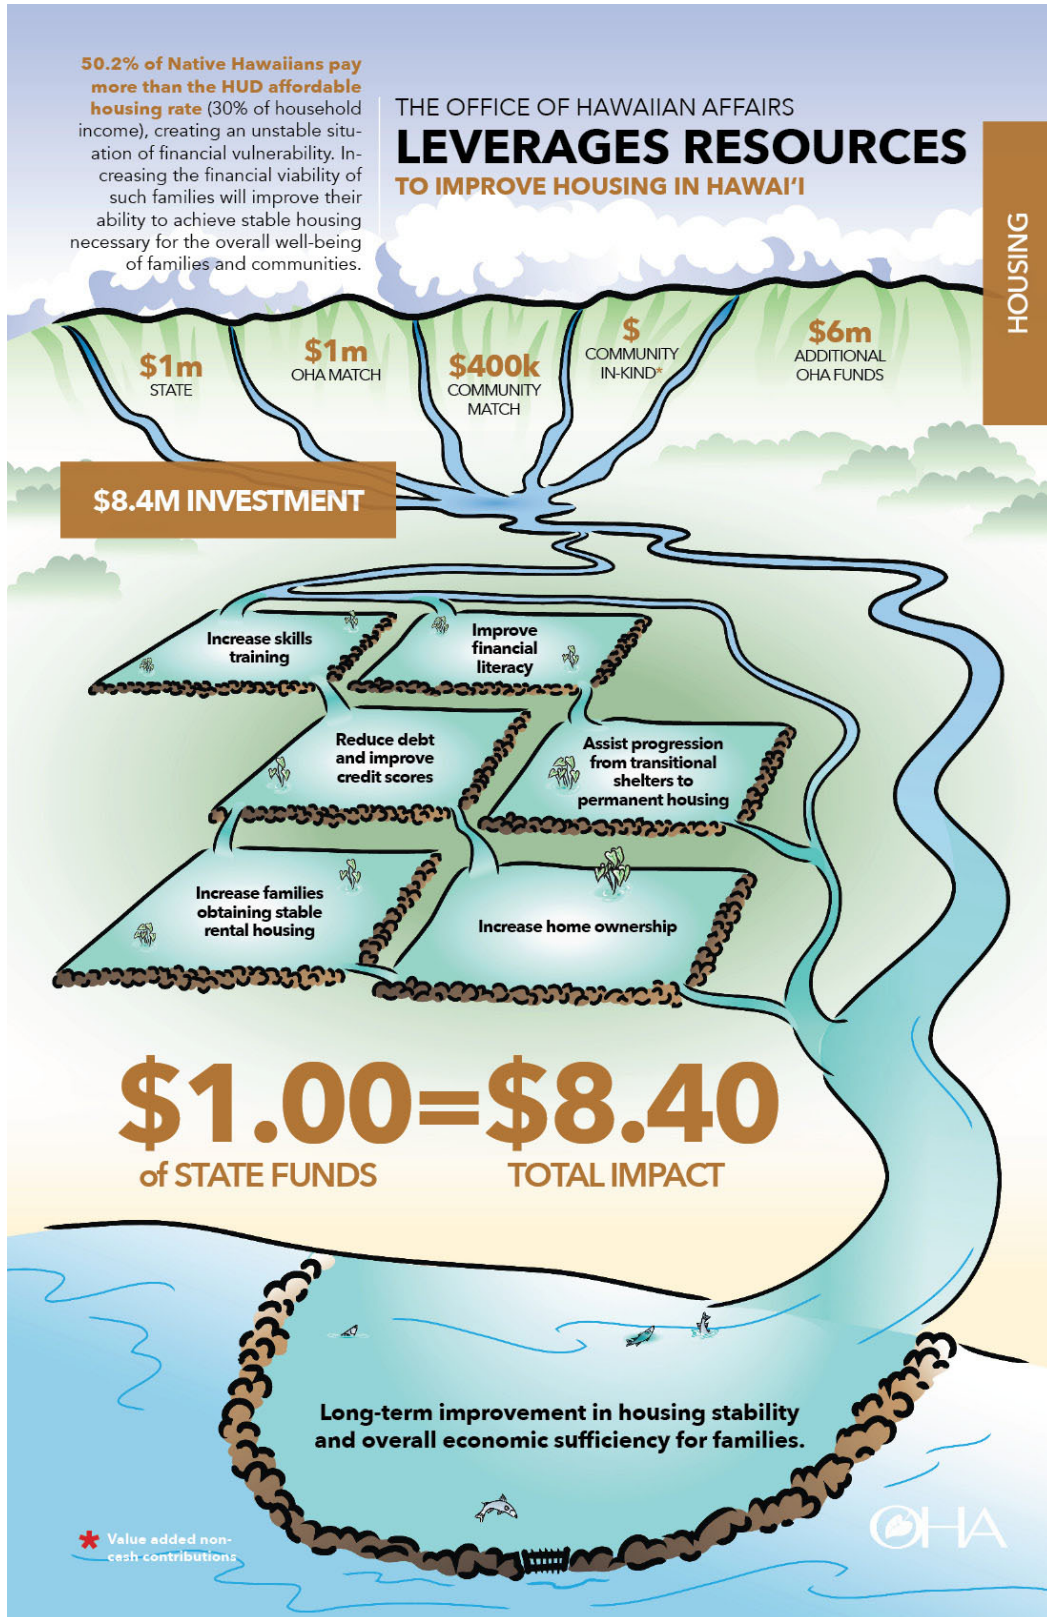 50.2% of Native Hawaiians pay
more than the HUD affordable
housing rate (30% of household
income), creating an unstable situ-
ation of financial vulnerability. In-
creasing the financial viability of
such families will improve their
ability to achieve stable housing
necessary for the overall well-being
of families and communities.
THE OFFICE OF HAWAIIAN AFFAIRS
LEVERAGES RESOURCES
TO IMPROVE HOUSING IN HAWAI‘I
HOUSING
$1m
STATE
$1m
OHA MATCH
$400k
COMMUNITY
MATCH
$
COMMUNITY
IN-KIND*
$6m
ADDITIONAL
OHA FUNDS
$8.4M INVESTMENT
Increase skills
training
Improve
financial
literacy
Reduce debt
and improve
credit scores
Assist progression
from transitional
shelters to
permanent housing
Increase families
obtaining stable
rental housing
Increase home ownership
$1.00=$8.40
of STATE FUNDS
TOTAL IMPACT
Long-term improvement in housing stability
and overall economic sufficiency for families.
* Value added non-
cash contributions
OHA